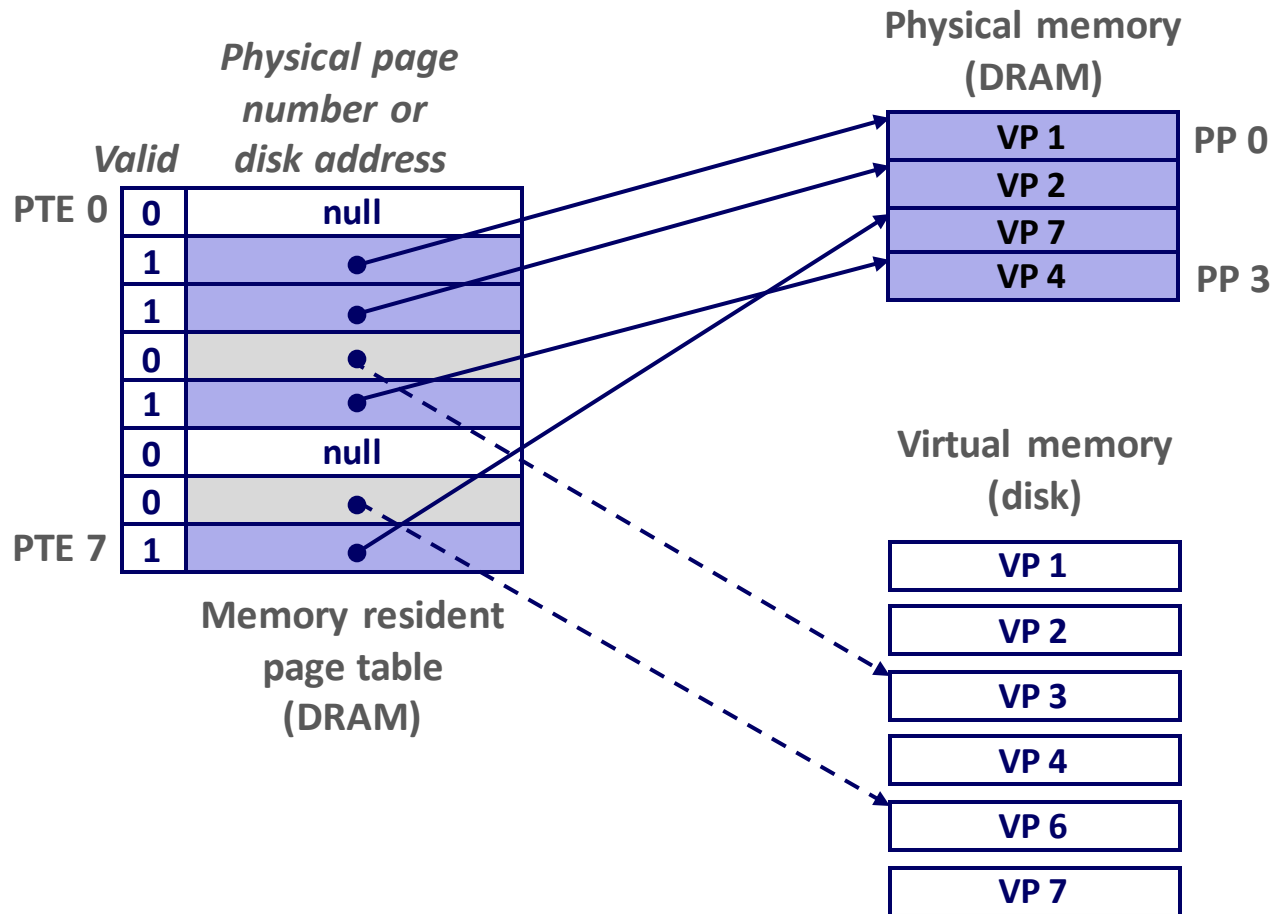 Physical page
number or
disk address
Valid
PTE 0
0
null
1
1
0
1
0
null
0
PTE 7
1
Memory resident
page table
(DRAM)
Physical memory
(DRAM)
VP 1
PP 0
VP 2
VP 7
VP 4
PP 3
Virtual memory
(disk)
VP 1
VP 2
VP 3
VP 4
VP 6
VP 7